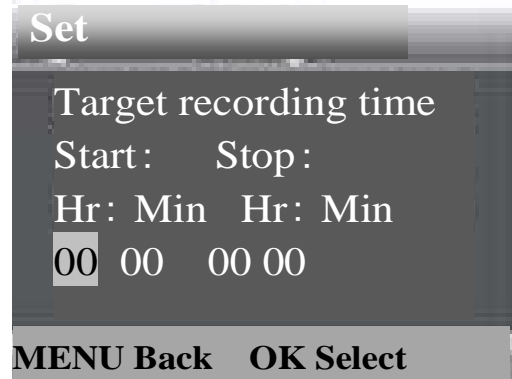 Set
Target recording time
Start: Stop:
Hr: Min Hr: Min
00 00 00 00
MENU Back OK Select